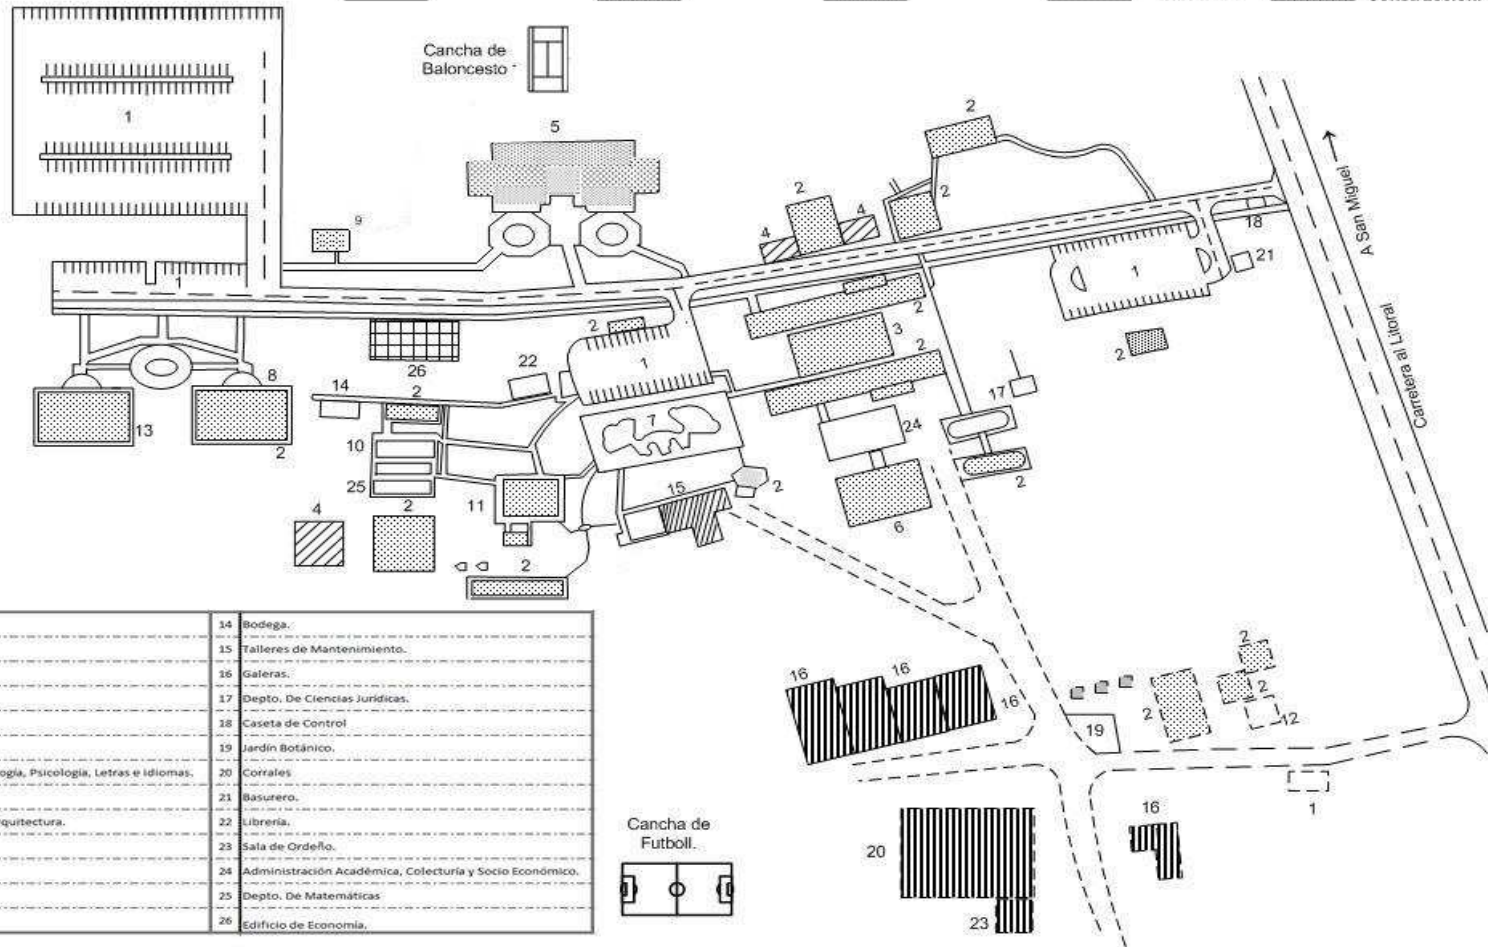 Cancha de
Baloncesto
5
2
1
2
4
4
2
9
18
A San Miguel
21
1
1
2
2
3
2
2
1
26
22
7
17
14
2
8
13
2
10
24
Carretera al Litoral
25
11
15
2
2
6
4
2
2
16
16
16
2
2
2
12
19
1
16
20
23
Cancha de
Futboll.
14 Bodega.
15 Talleres de Mantenimiento.
16 Galeras.
17 Depto. De Ciencias Jurídicas.
18 Caseta de Control
19 Jardín Botánico.
ogía, Psicología, Letras e Idiomas. 20 Corrales
21 Basurero.
quitectura. 22 Librería.
23 Sala de Ordeño.
24 Administración Académica, Colecturía y Socio Económico.
25 Depto. De Matemáticas
26 Edificio de Economía.